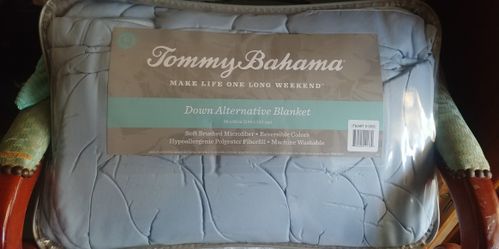 Tommy Bahama
MAKE LIFE ONE LONG WEEKEND
Down Alternative Blanket
Soft Brushed Microfiber • Reversible Colors
Hypoallergenic Polyester Fiberfill • Machine Washable